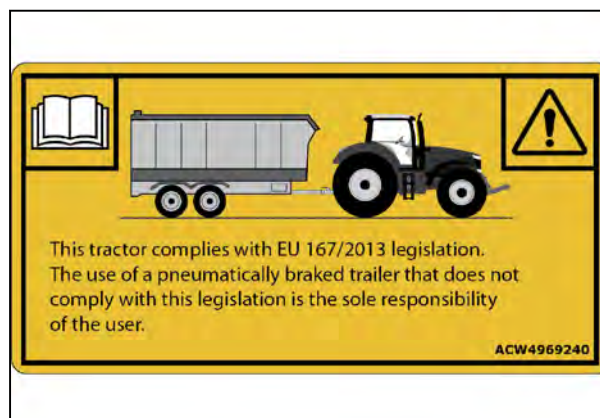 This tractor complies with EU 167/2013 legislation.
The use of a pneumatically braked trailer that does not
comply with this legislation is the sole responsibility
of the user.
ACW4969240